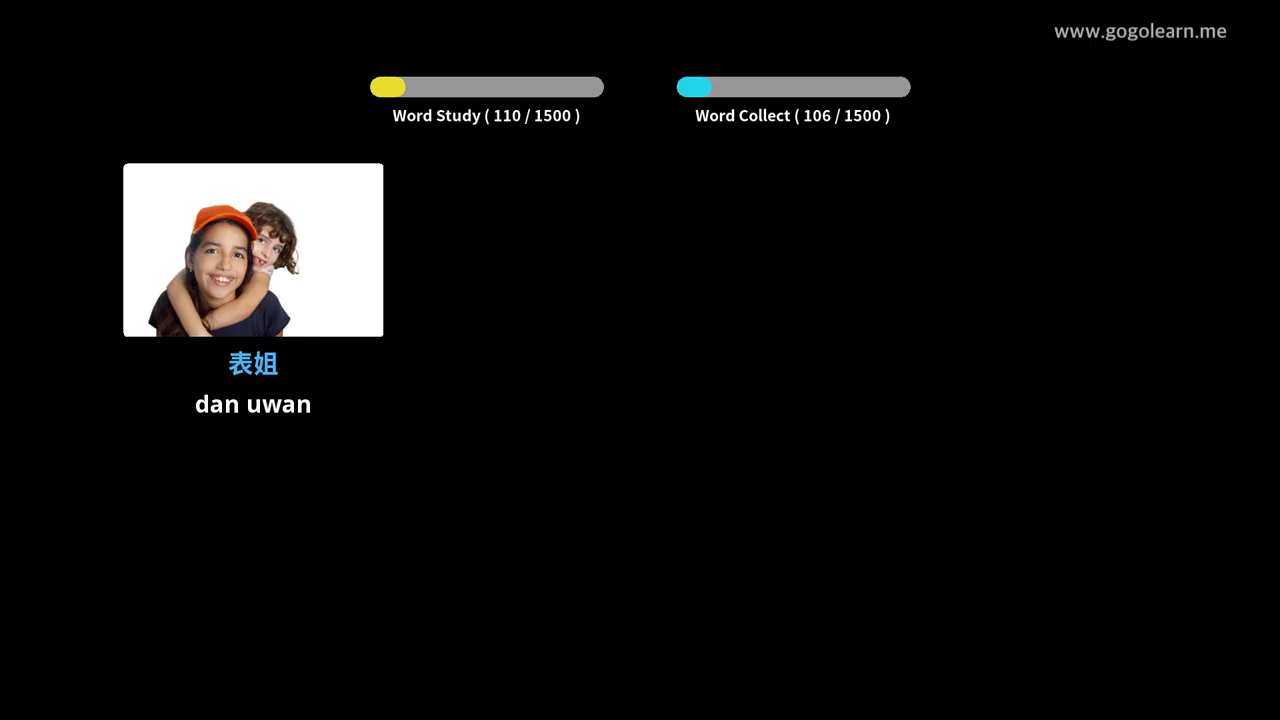 www.gogolearn.me
Word Study ( 110 / 1500 )
Word Collect ( 106 / 1500 )
表姐
dan uwan